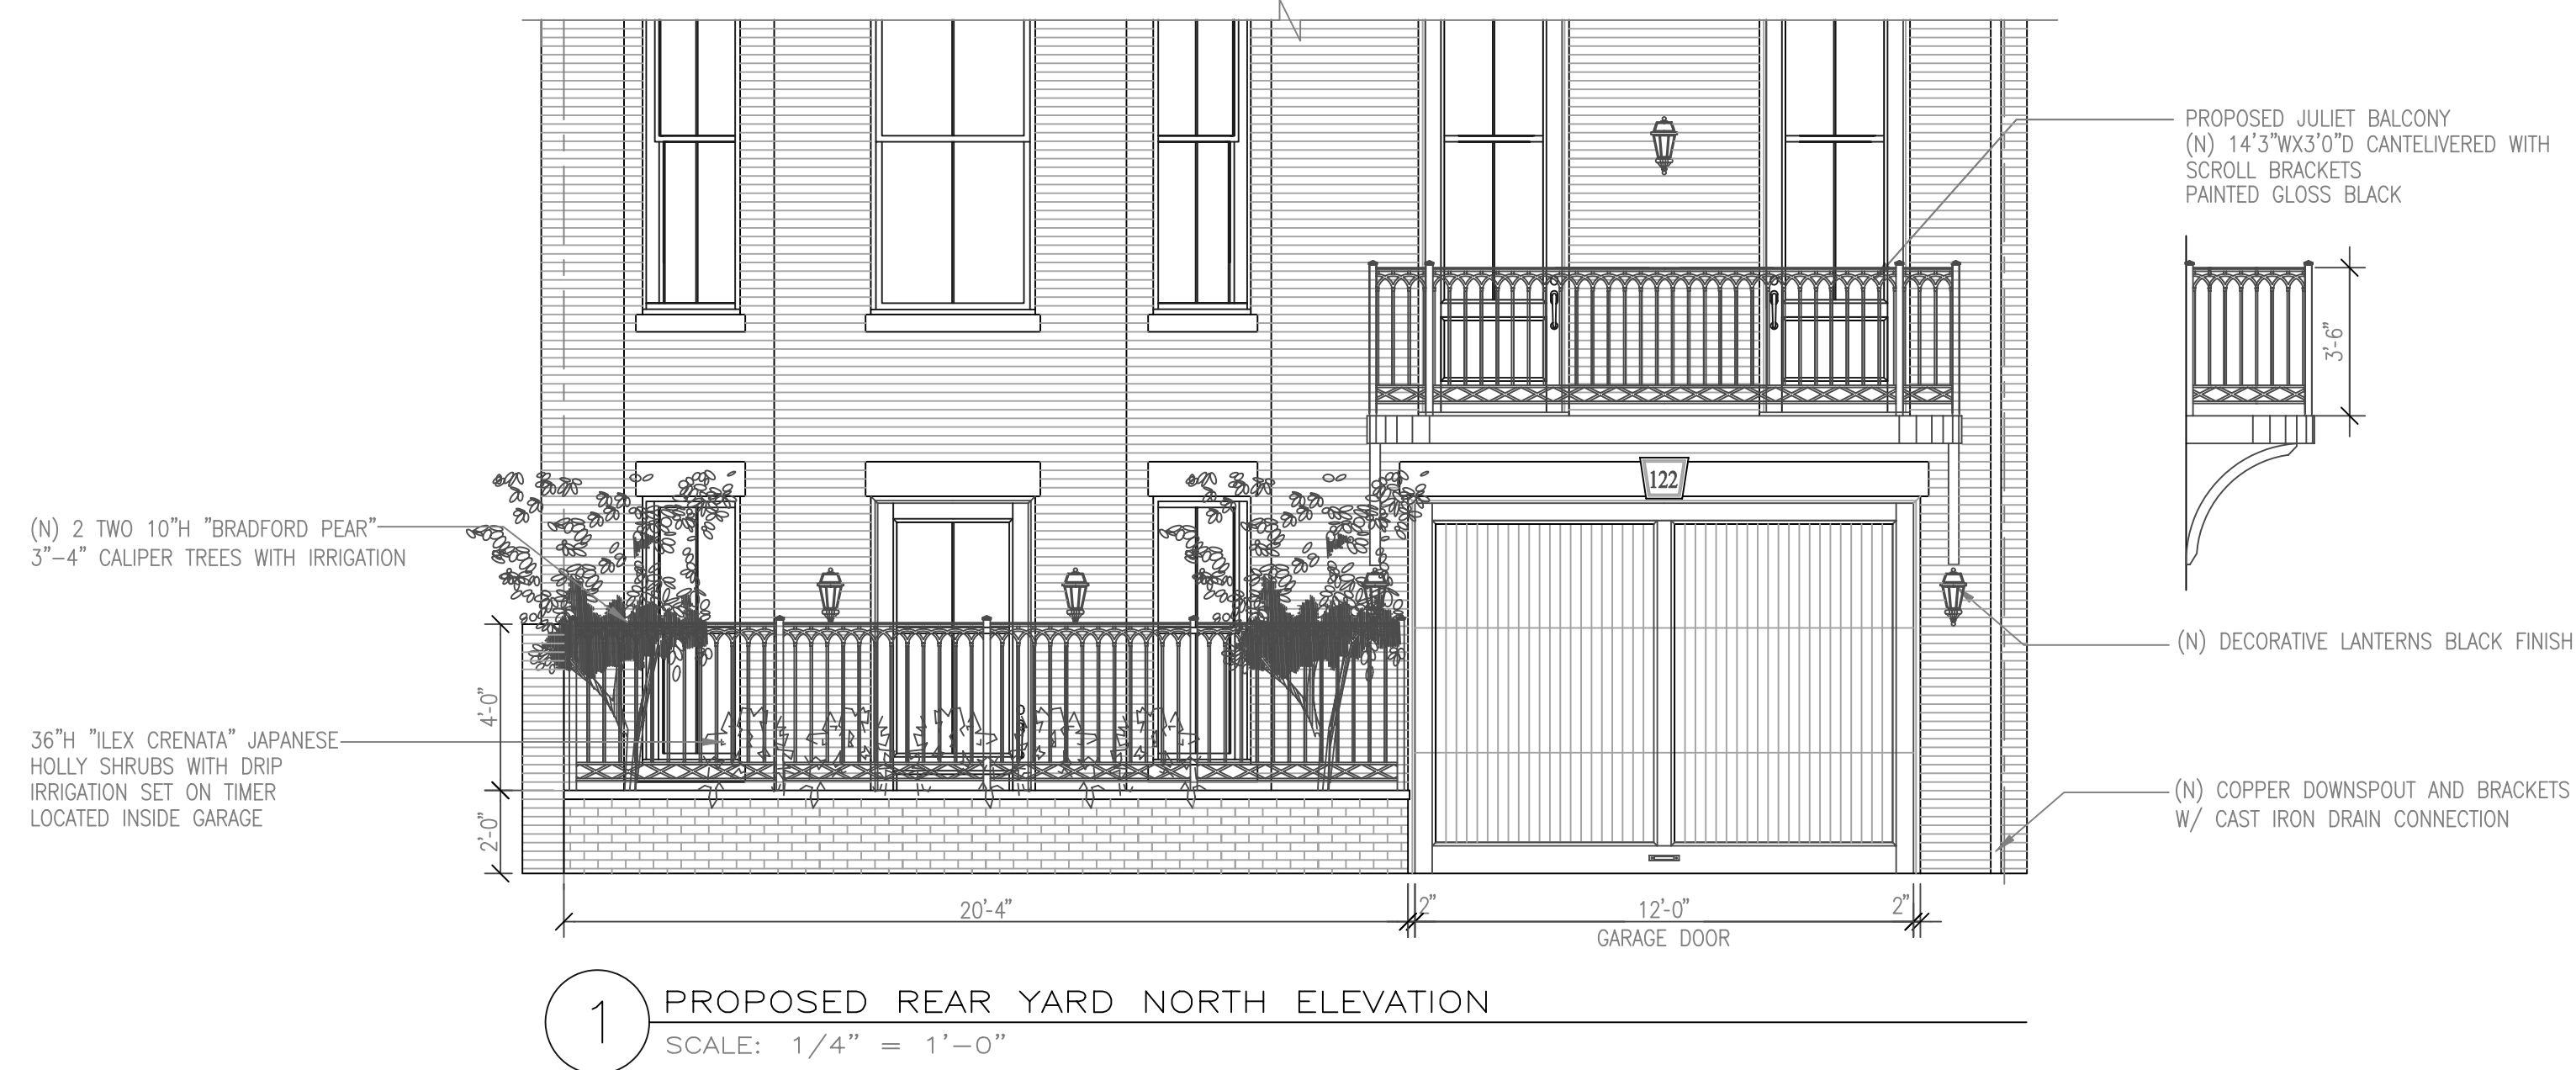 PROPOSED JULIET BALCONY
(N) 14'3"WX3'0"D CANTELIVERED WITH
SCROLL BRACKETS
PAINTED GLOSS BLACK
3'-6"
122
(N) 2 TWO 10"H "BRADFORD PEAR"
3"-4" CALIPER TREES WITH IRRIGATION
(N) DECORATIVE LANTERNS BLACK FINISH
4'-0"
36"H "ILEX CRENATA" JAPANESE
HOLLY SHRUBS WITH DRIP
IRRIGATION SET ON TIMER
LOCATED INSIDE GARAGE
2'-0"
(N) COPPER DOWNSPOUT AND BRACKETS
W/ CAST IRON DRAIN CONNECTION
20'-4"
2"
12'-0"
2"
GARAGE DOOR
1
PROPOSED REAR YARD NORTH ELEVATION
SCALE: 1/4" = 1'-0"